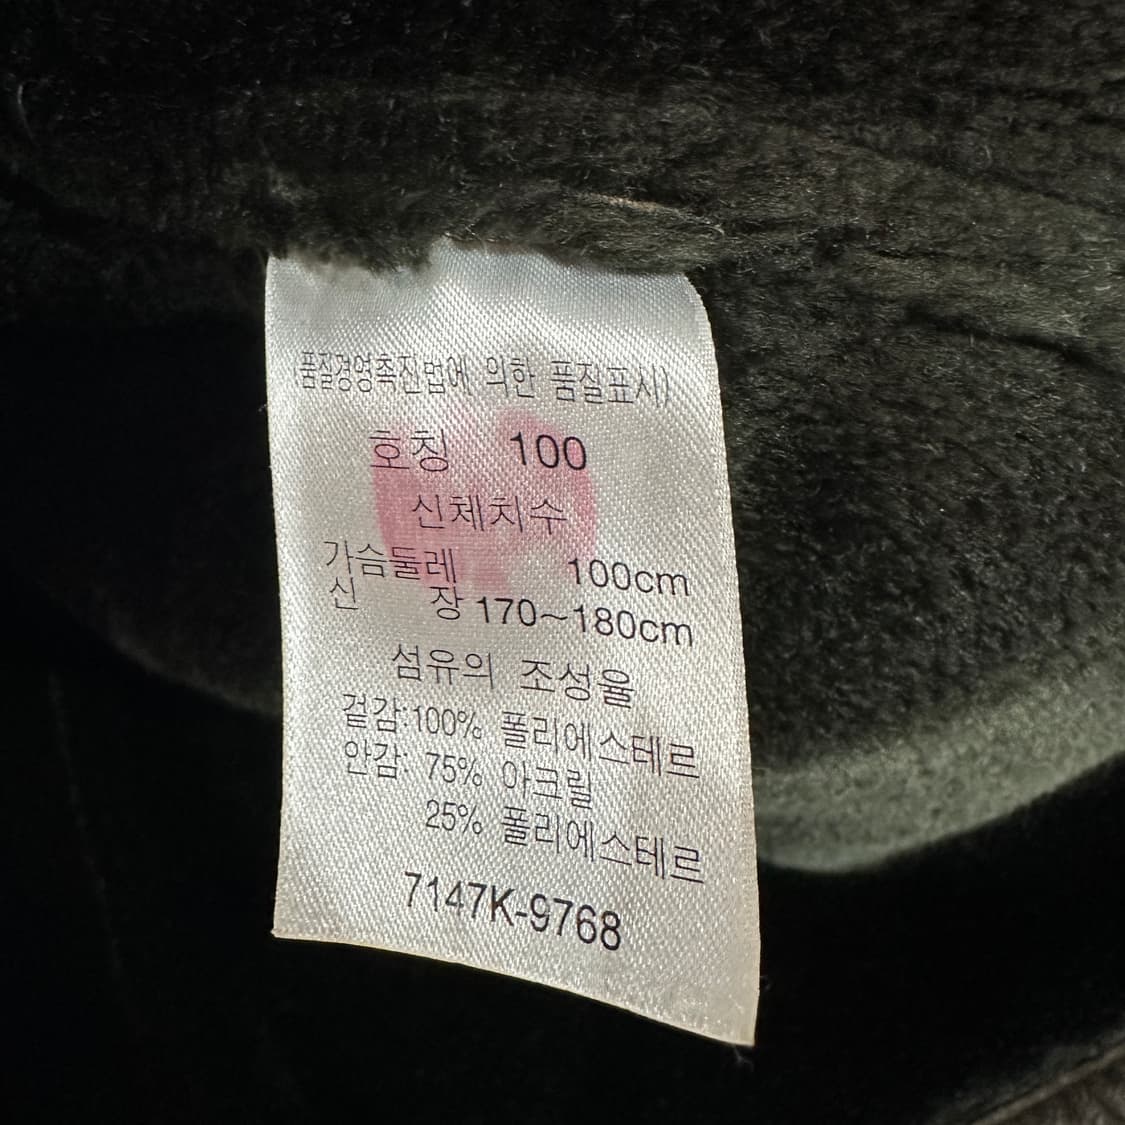 (품질경영촉진법에 의한 품질표시)
호칭 100
신체치수
가슴둘레 100cm
신 장 170~180cm
섬유의 조성율
겉감:100% 폴리에스테르
안감: 75% 아크릴
25% 폴리에스테르
7147K-9768